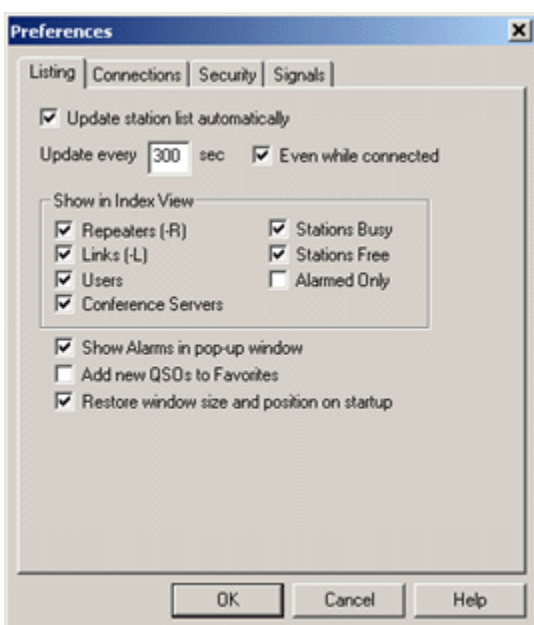 Preferences
Listing Connections Security Signals
Update station list automatically
Update every 300 sec Even while connected
Show in Index View
Repeaters (-R) Stations Busy
Links (-L) Stations Free
Users Alarmed Only
Conference Servers
Show Alarms in pop-up window
Add new QSOs to Favorites
Restore window size and position on startup
OK Cancel Help